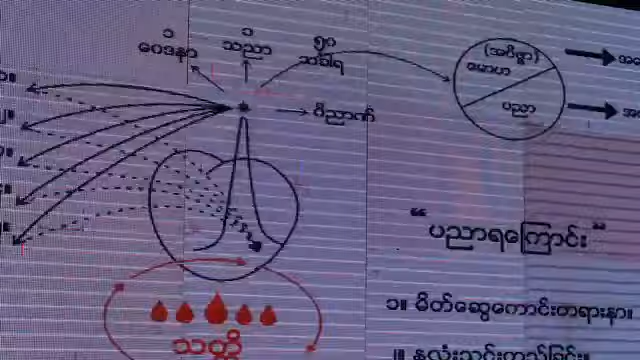 ၁
ဝေဒနာ
၁
သညာ
၅၀
သင်္ခါရ
ဝိညာဏ်
(အဝိဇ္ဇာ)
မောဟ
ပညာ
သတ္တိ
“ပညာရကြောင်း”
၁။ မိတ်ဆွေကောင်းတရားနာ။